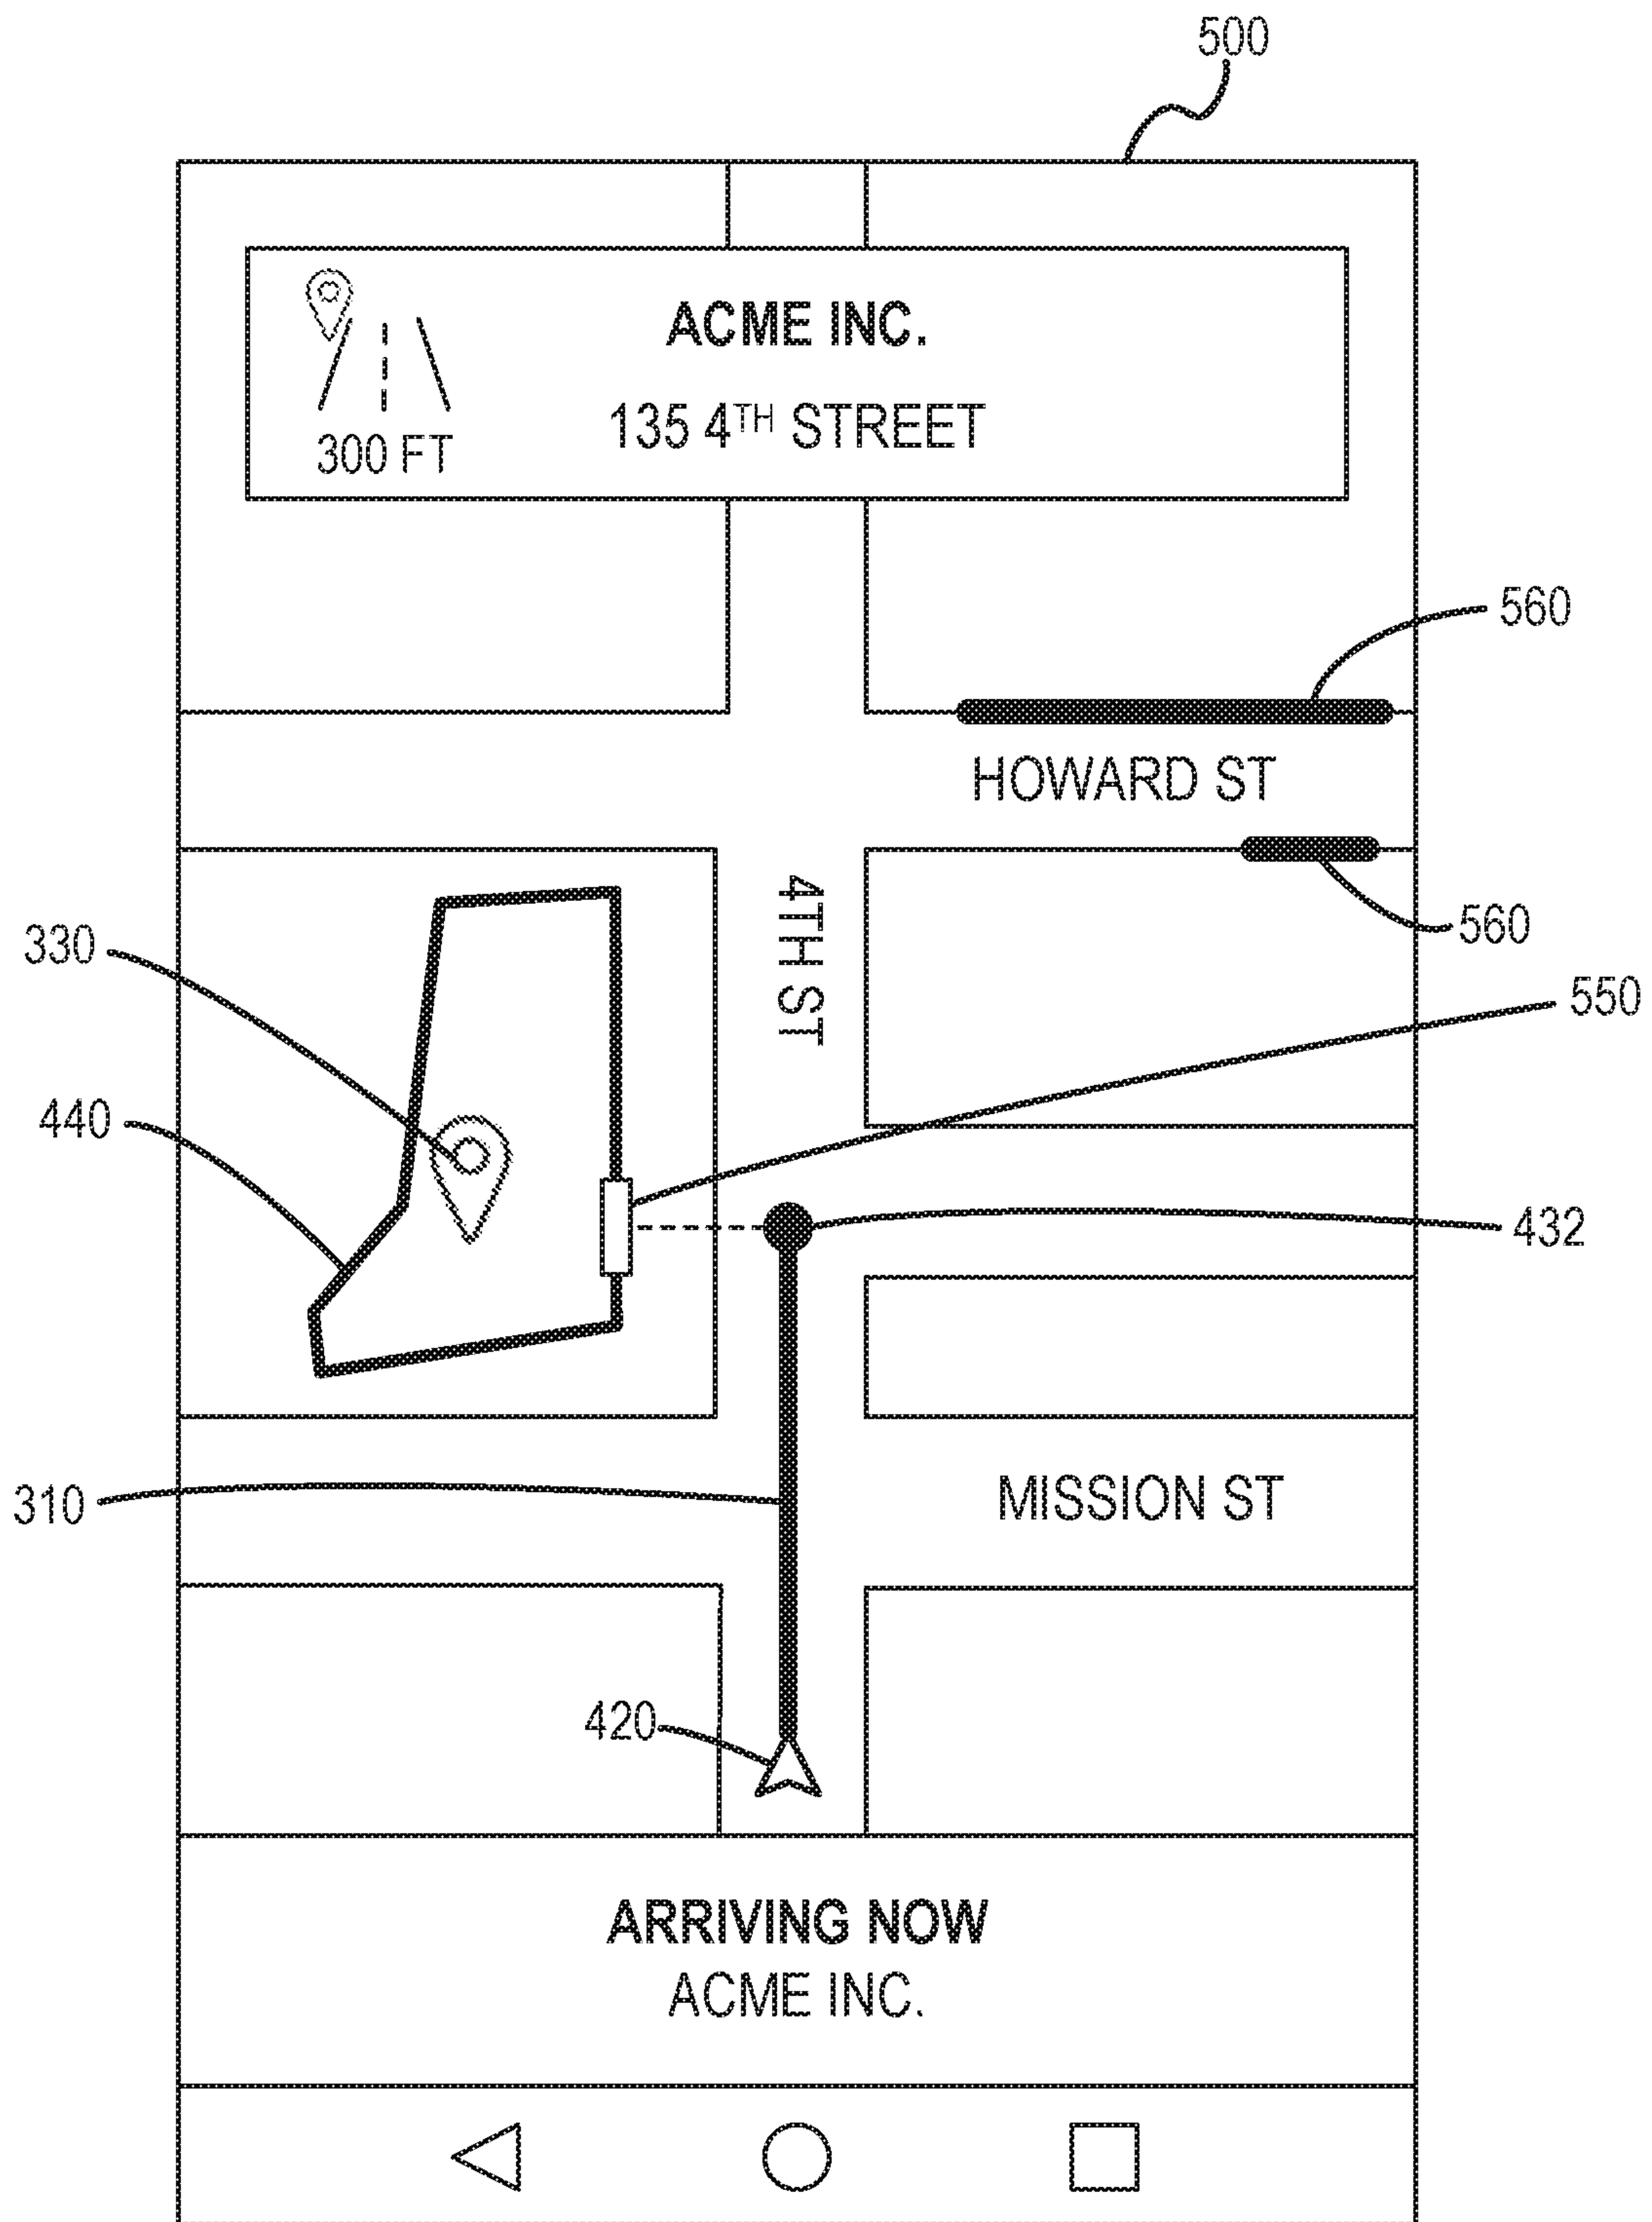 500
ACME INC.
135 4TH STREET
300 FT
560
HOWARD ST
560
4TH ST
330
550
440
432
310
MISSION ST
420
ARRIVING NOW
ACME INC.